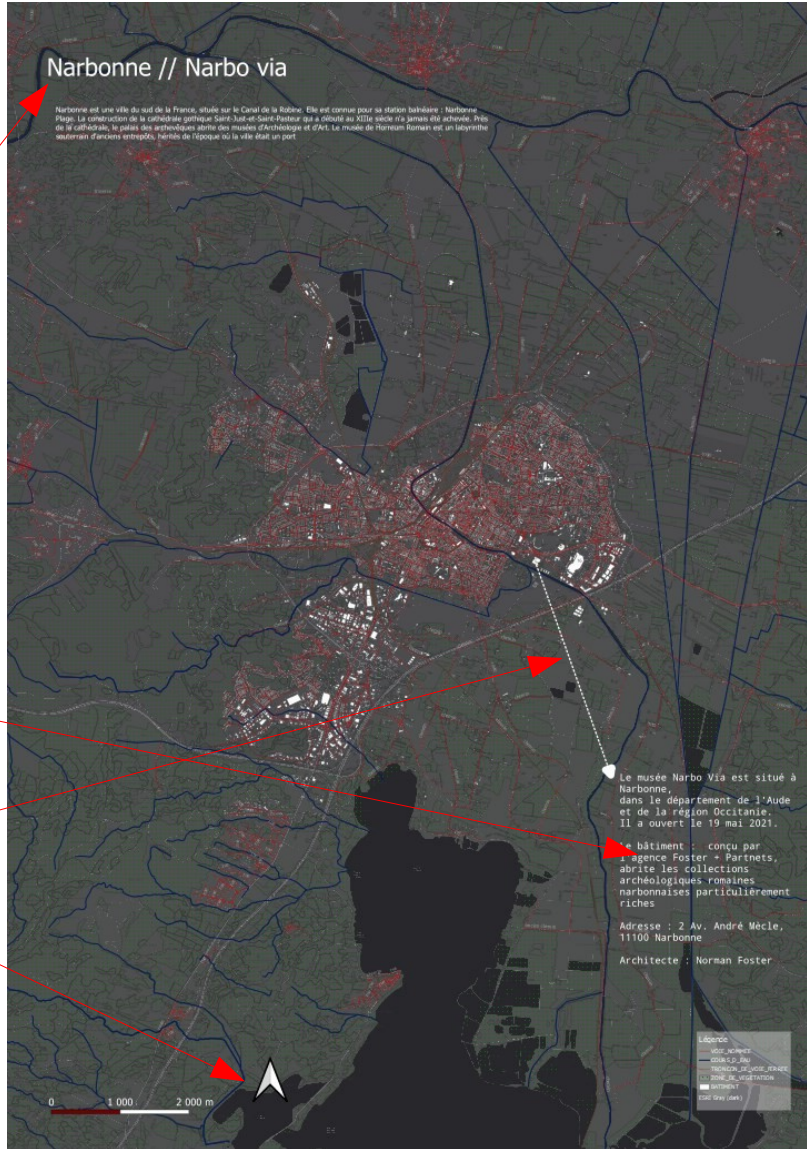 Narbonne // Narbo via
Narbonne est une ville du sud de la France, située sur le Canal de la Robine. Elle est connue pour sa station balnéaire : Narbonne
Plage. La construction de la cathédrale gothique Saint-Just-et-Saint-Pasteur qui a débuté au XIIIe siècle n'a jamais été achevée. Près
de la cathédrale, le palais des archevêques abrite des musées d'Archéologie et d'Art. Le musée de Horreum Romain est un labyrinthe
souterrain d'anciens entrepôts, hérités de l'époque où la ville était un port
Le musée Narbo Via est situé à
Narbonne,
dans le département de l'Aude
et de la région Occitanie.
Il a ouvert le 19 mai 2021.
Le bâtiment : conçu par
l'agence Foster + Partnets,
abrite les collections
archéologiques romaines
narbonnaises particulièrement
riches
Adresse : 2 Av. André Mècle,
11100 Narbonne
Architecte : Norman Foster
Légende
VOIE_NOMMEE
COURS_D_EAU
TRONCON_DE_VOIE_FERREE
ZONE_DE_VEGETATION
BATIMENT
ESRI Gray (dark)
0 1 000 2 000 m